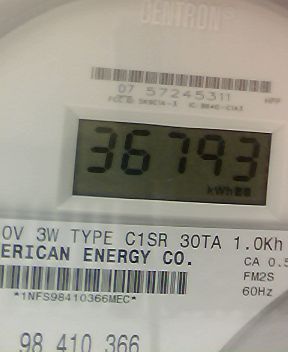 CENTRON®
07 57245311
36793
kWh
0V 3W TYPE C1SR 30TA 1.0Kh
ERICAN ENERGY CO.
CA 0.5
FM2S
*1NFS98410366MEC*
60Hz
98 410 366